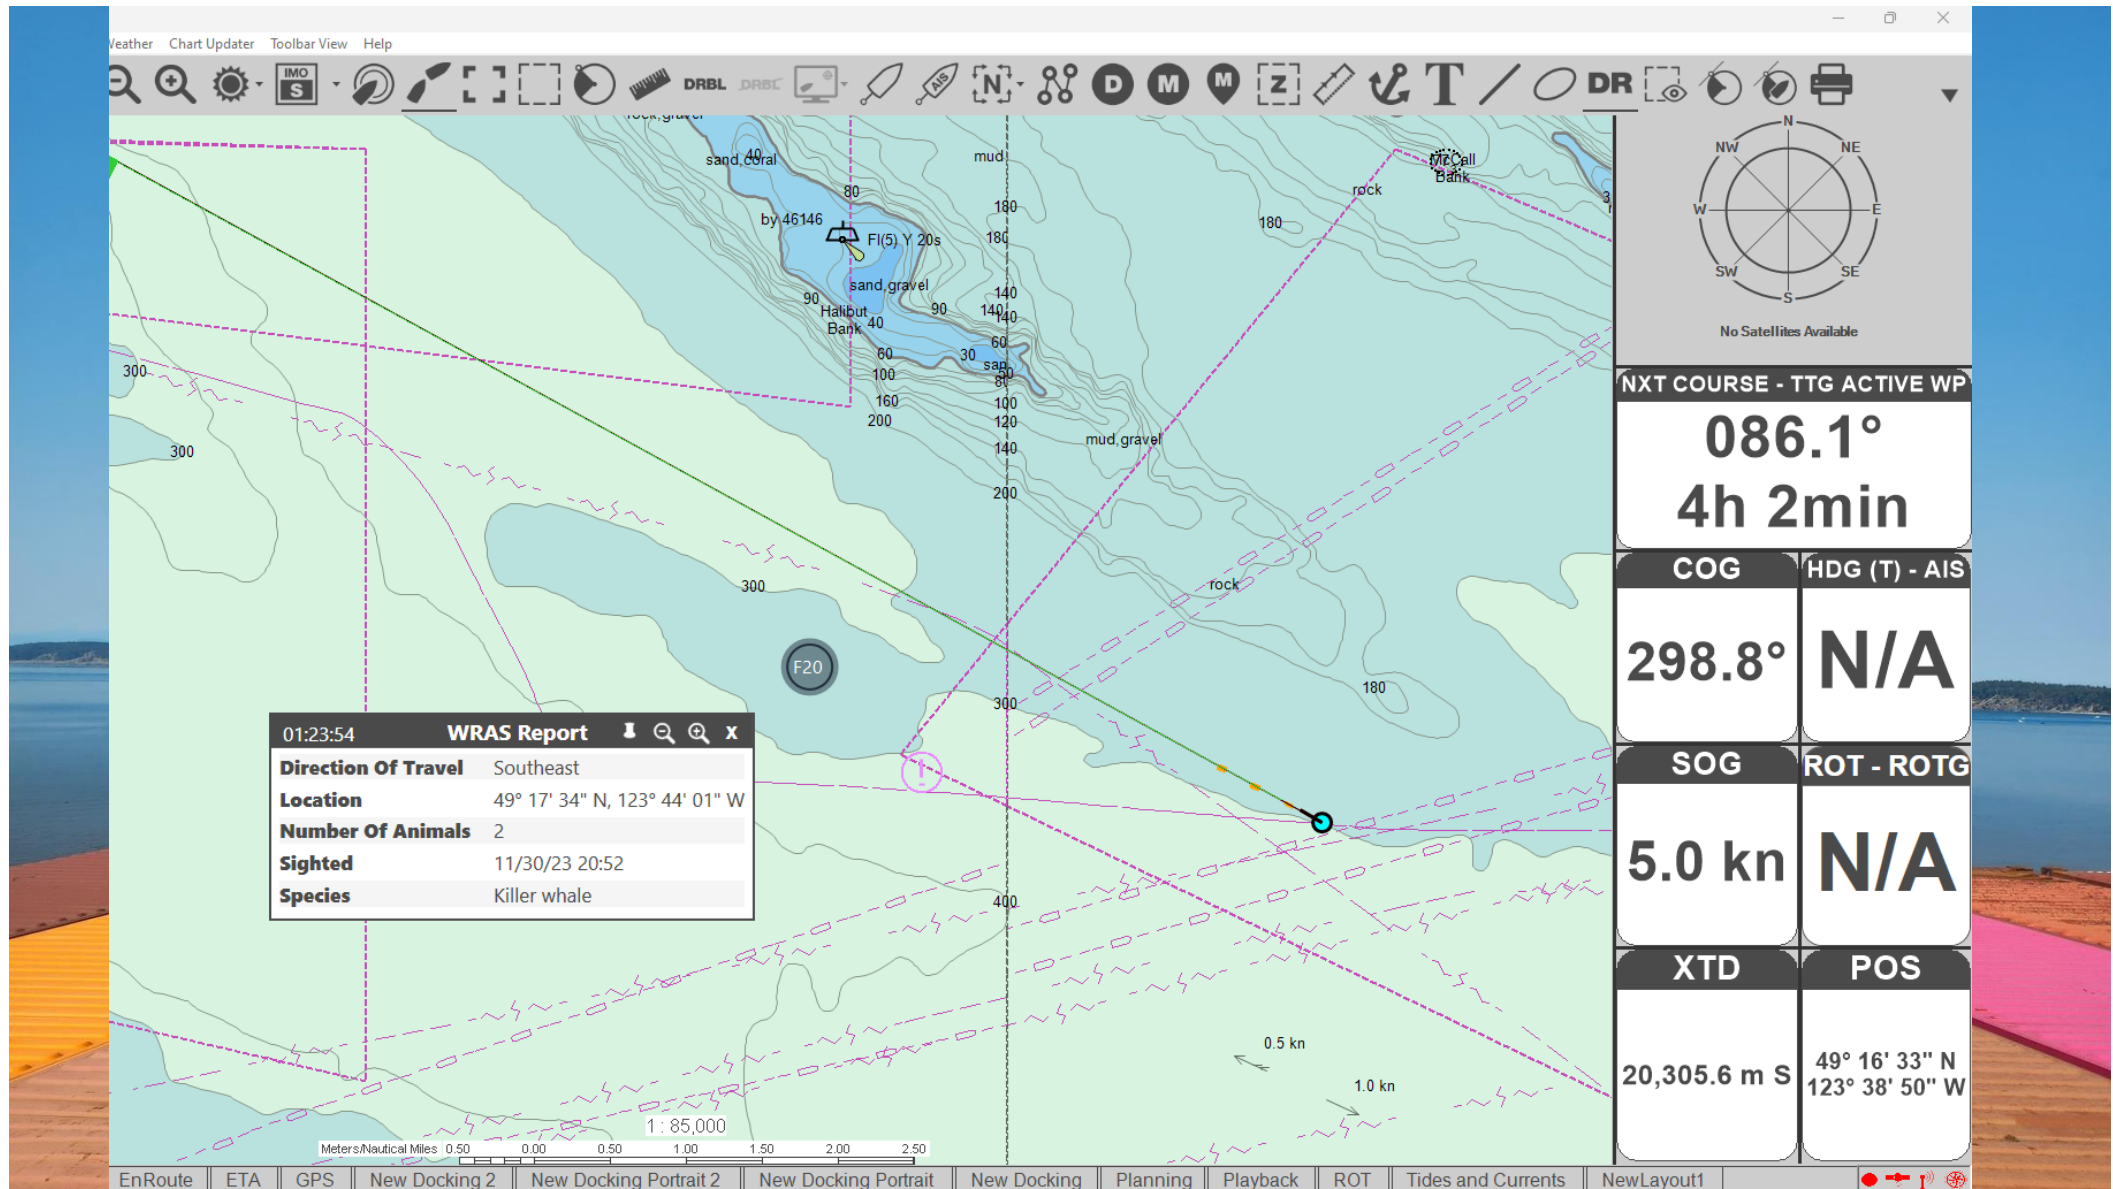 Weather Chart Updater Toolbar View Help
IMO
S
DRBL DRBL
AIS
N
D
M
M
Z
T
DR
rock,gravel
sand,coral
40
mud
McCall
Bank
80
rock
180
180
by 46146
Fl(5) Y 20s
180
sand,gravel
90
Halibut
Bank
40
90
140
140
140
60
60
30
100
80
160
100
200
120
mud,gravel
140
300
300
200
300
rock
F20
180
300
400
01:23:54 WRAS Report X
Direction Of Travel Southeast
Location 49° 17' 34" N, 123° 44' 01" W
Number Of Animals 2
Sighted 11/30/23 20:52
Species Killer whale
0.5 kn
1.0 kn
1 : 85,000
Meters/Nautical Miles 0.50 0.00 0.50 1.00 1.50 2.00 2.50
N
NW NE
W E
SW SE
S
No Satellites Available
NXT COURSE - TTG ACTIVE WP
086.1°
4h 2min
COG HDG (T) - AIS
298.8° N/A
SOG ROT - ROTG
5.0 kn N/A
XTD POS
20,305.6 m S
49° 16' 33" N
123° 38' 50" W
EnRoute ETA GPS New Docking 2 New Docking Portrait 2 New Docking Portrait New Docking Planning Playback ROT Tides and Currents NewLayout1